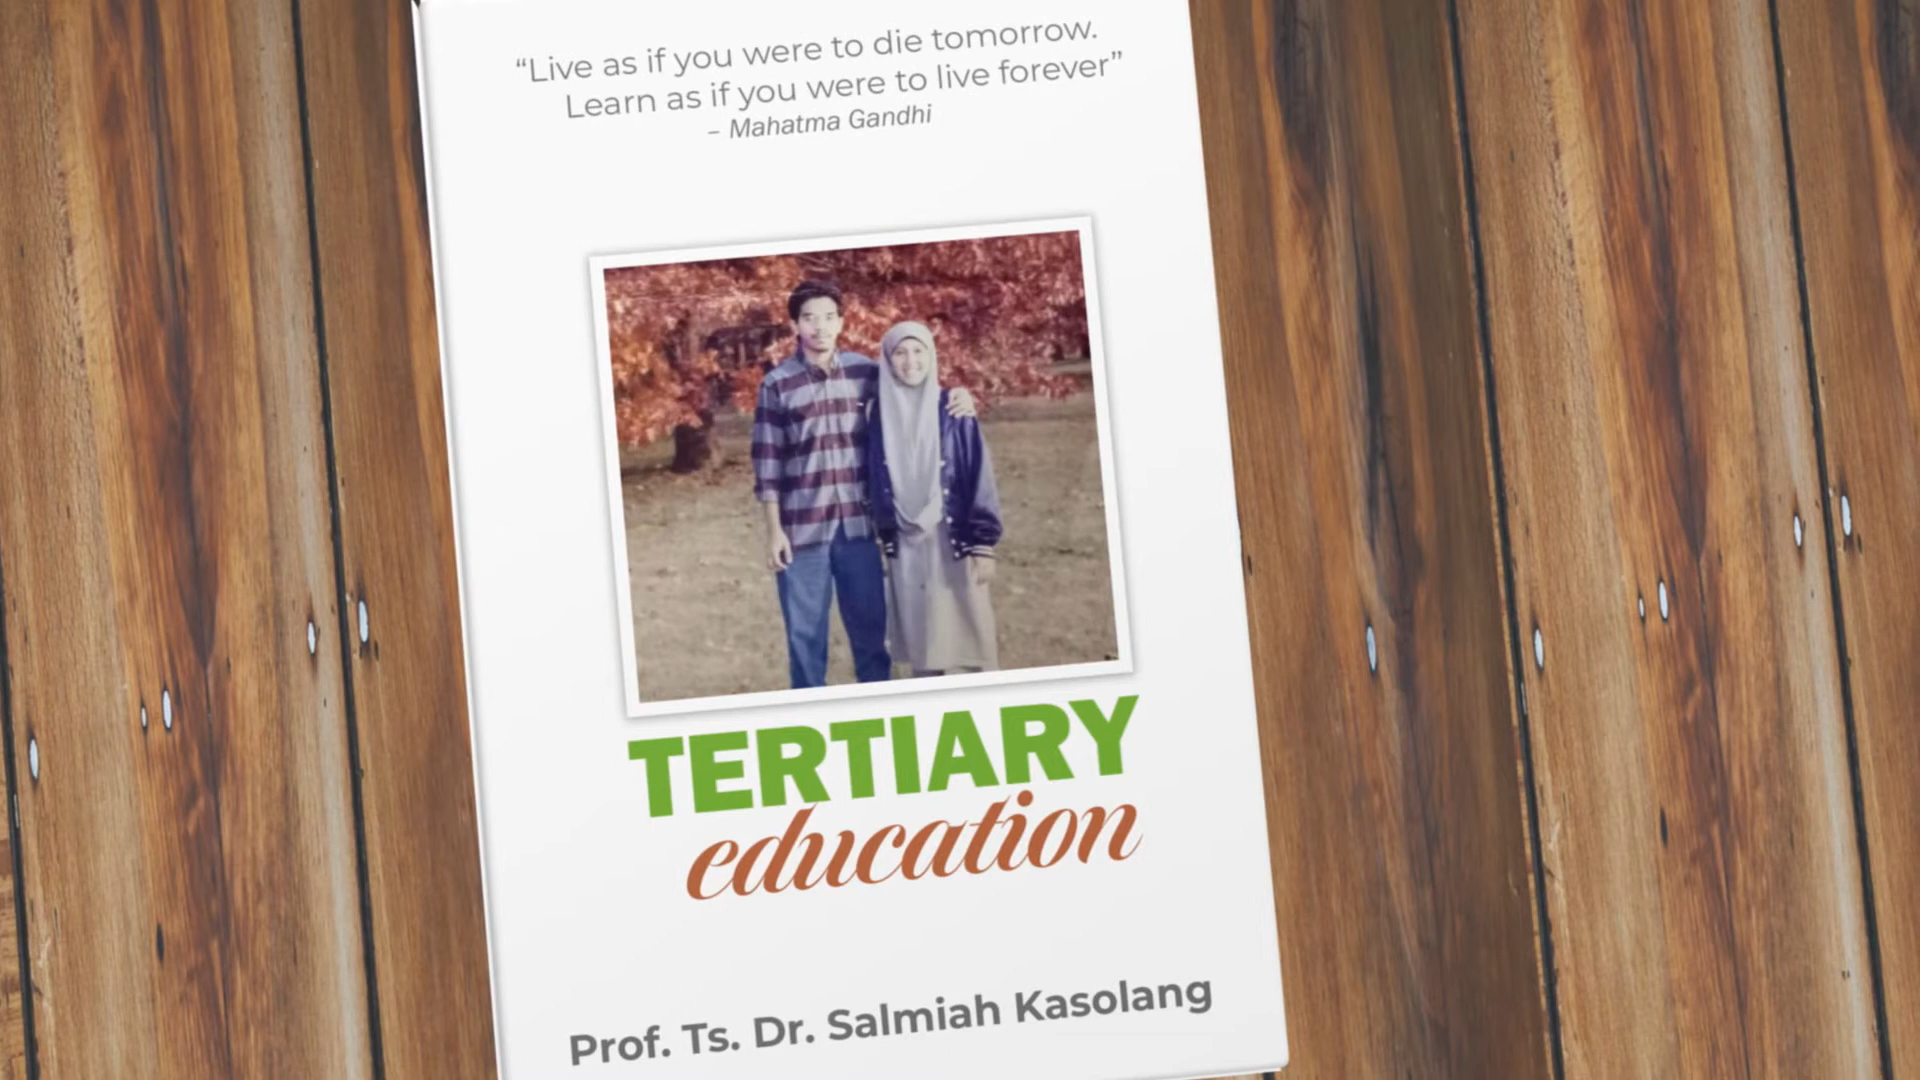 “Live as if you were to die tomorrow.
Learn as if you were to live forever”
– Mahatma Gandhi
TERTIARY
education
Prof. Ts. Dr. Salmiah Kasolang